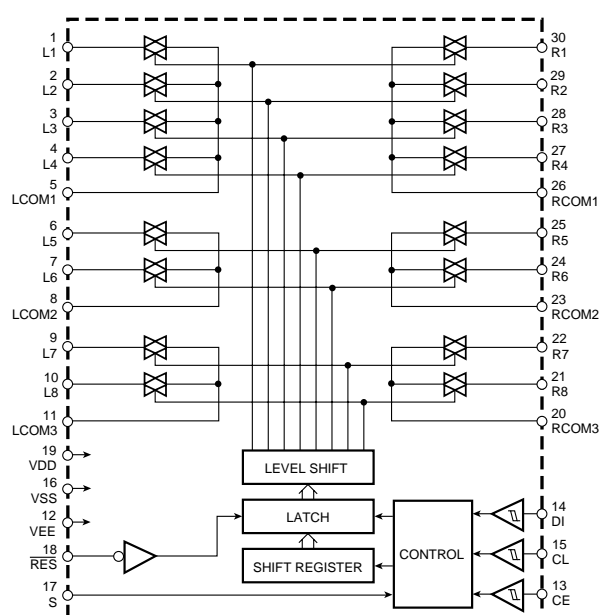 1
L1
2
L2
3
L3
4
L4
5
LCOM1
6
L5
7
L6
8
LCOM2
9
L7
10
L8
11
LCOM3
19
VDD
16
VSS
12
VEE
18
RES
17
S
30
R1
29
R2
28
R3
27
R4
26
RCOM1
25
R5
24
R6
23
RCOM2
22
R7
21
R8
20
RCOM3
14
DI
15
CL
13
CE
LEVEL SHIFT
LATCH
SHIFT REGISTER
CONTROL